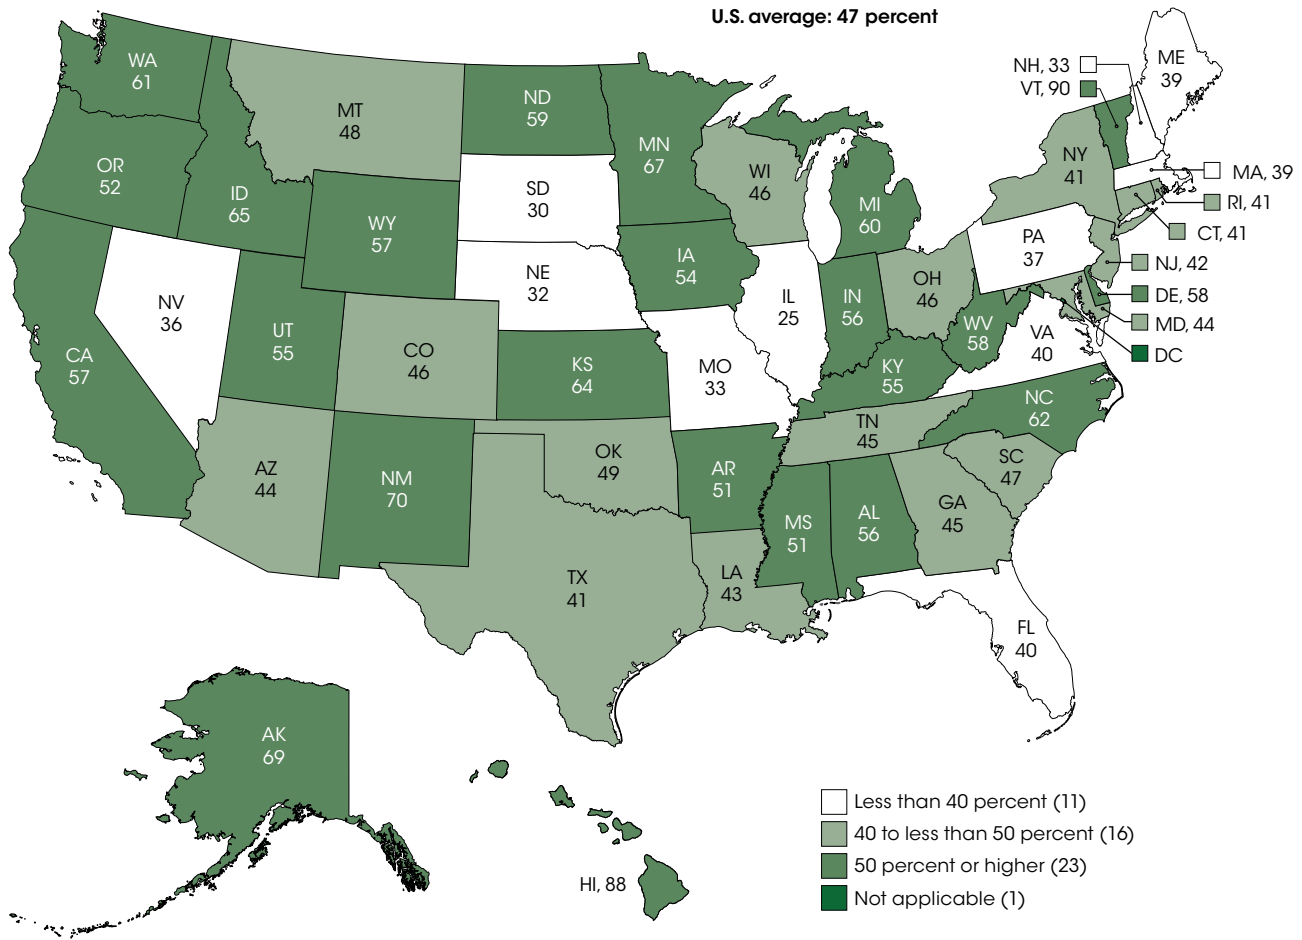 U.S. average: 47 percent
WA
61
OR
52
CA
57
NV
36
ID
65
MT
48
WY
57
UT
55
AZ
44
CO
46
NM
70
ND
59
SD
30
NE
32
KS
64
OK
49
TX
41
MN
67
IA
54
MO
33
AR
51
LA
43
WI
46
IL
25
MI
60
IN
56
OH
46
KY
55
TN
45
MS
51
AL
56
GA
45
FL
40
SC
47
NC
62
WV
58
VA
40
PA
37
NY
41
ME
39
NH, 33
VT, 90
MA, 39
RI, 41
CT, 41
NJ, 42
DE, 58
MD, 44
DC
AK
69
HI, 88
Less than 40 percent (11)
40 to less than 50 percent (16)
50 percent or higher (23)
Not applicable (1)